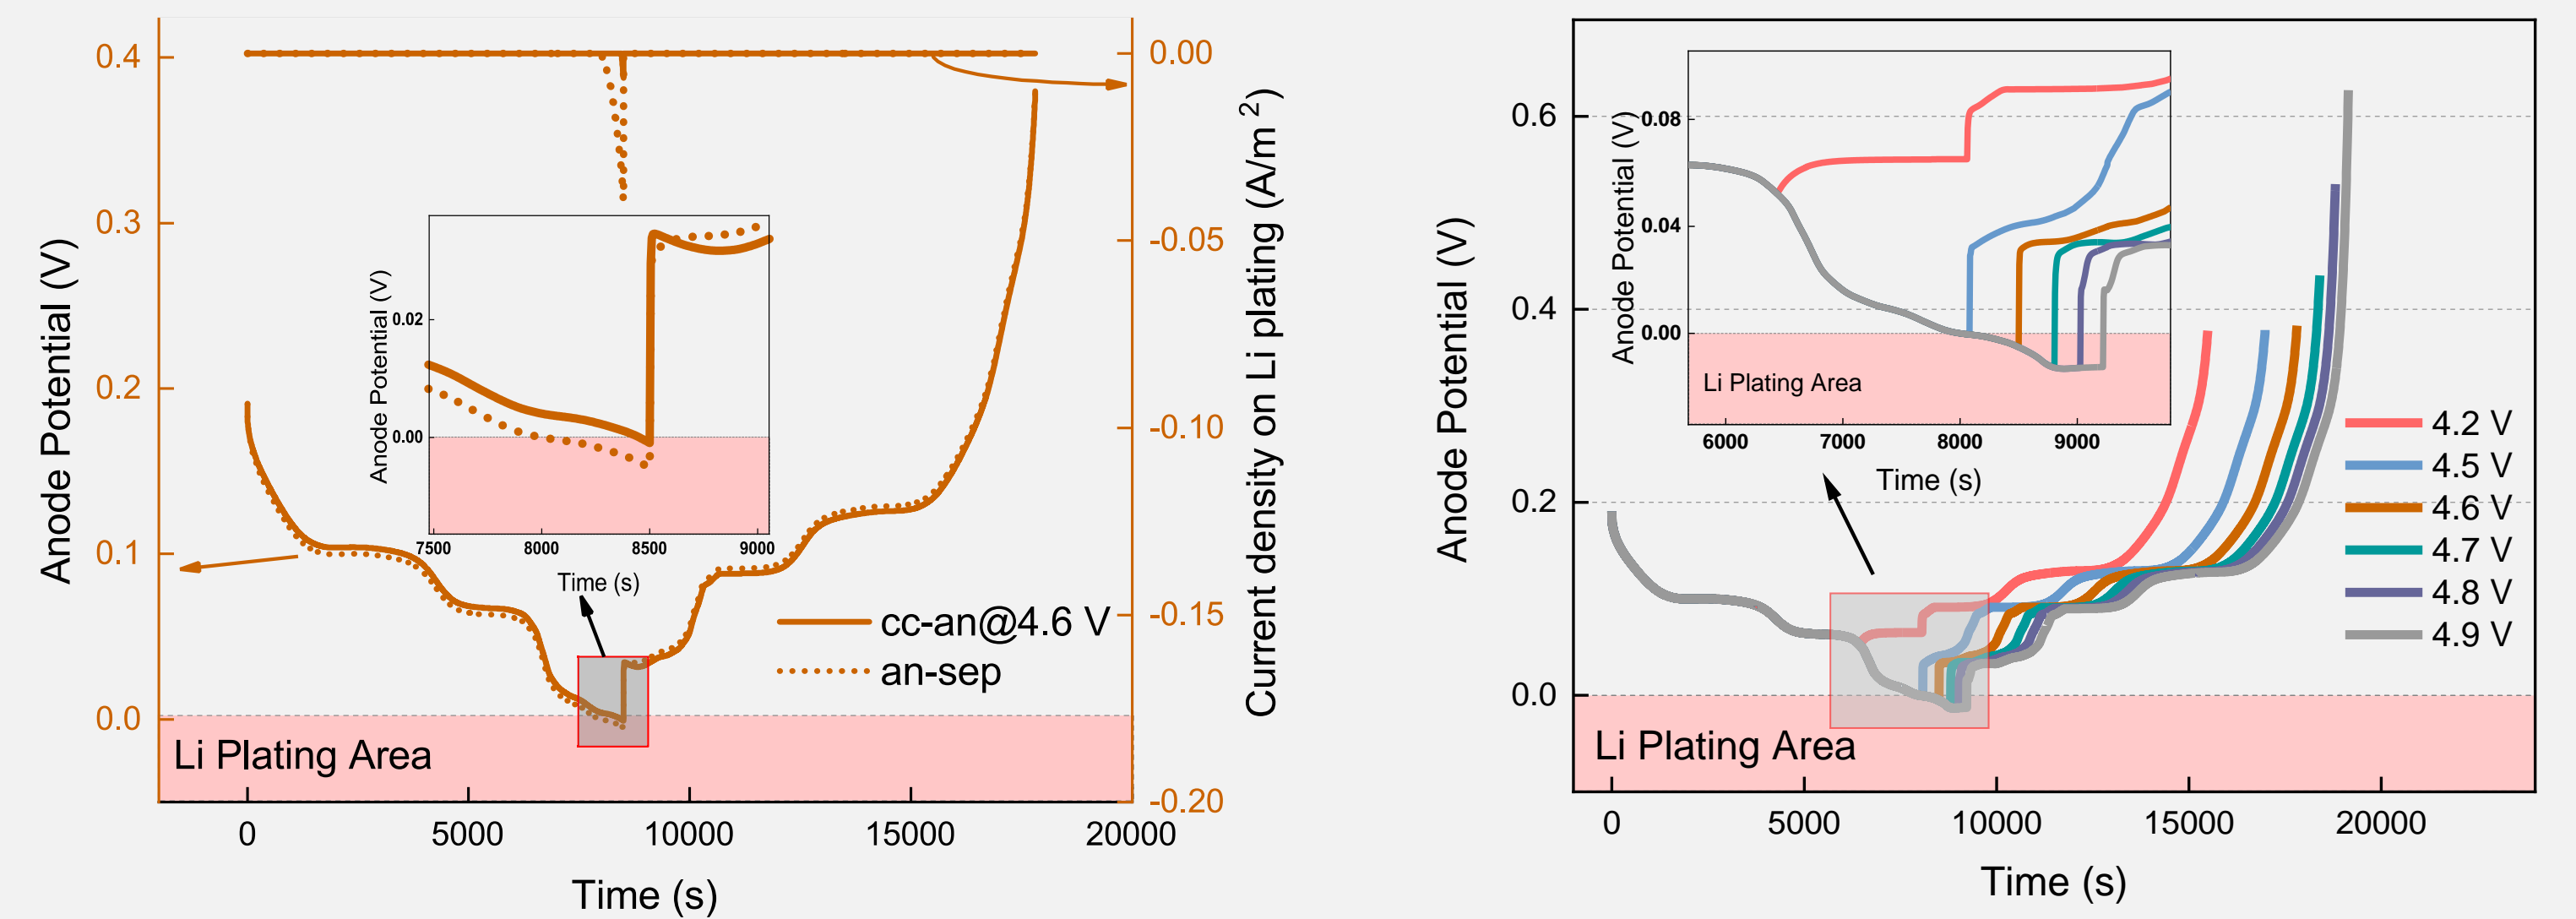 0.4
0.3
0.2
0.1
0.0
Anode Potential (V)
0.00
-0.05
-0.10
-0.15
-0.20
Current density on Li plating (A/m ²)
0.02
0.00
Anode Potential (V)
7500 8000 8500 9000
Time (s)
cc-an@4.6 V
an-sep
Li Plating Area
0 5000 10000 15000 20000
Time (s)
0.6
0.4
0.2
0.0
Anode Potential (V)
0.08
0.04
0.00
Anode Potential (V)
Li Plating Area
6000 7000 8000 9000
Time (s)
4.2 V
4.5 V
4.6 V
4.7 V
4.8 V
4.9 V
Li Plating Area
0 5000 10000 15000 20000
Time (s)